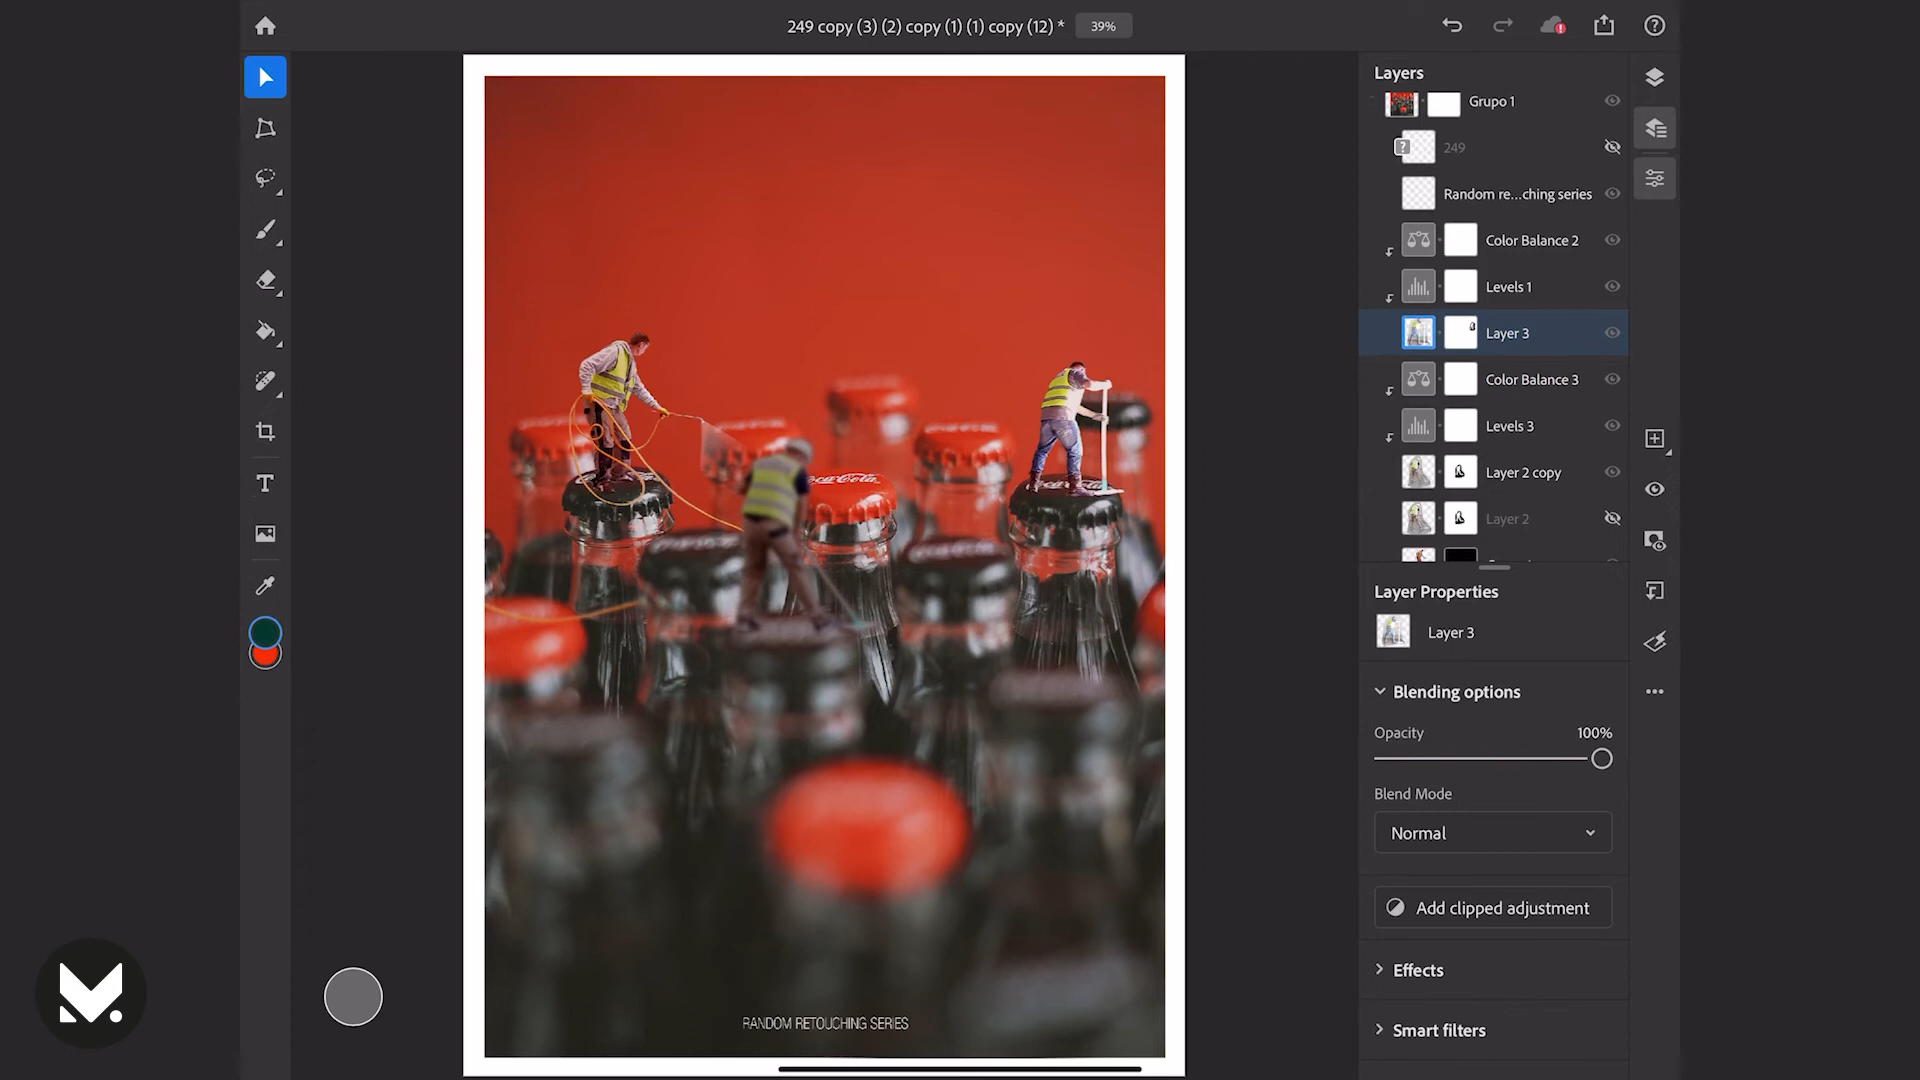 249 copy (3) (2) copy (1) (1) copy (12) *
39%
Layers
Grupo 1
249
Random re...ching series
Color Balance 2
Levels 1
Layer 3
Color Balance 3
Levels 3
Layer 2 copy
Layer 2
Layer Properties
Layer 3
Blending options
Opacity
100%
Blend Mode
Normal
Add clipped adjustment
Effects
Smart filters
Coca-Cola
RANDOM RETOUCHING SERIES